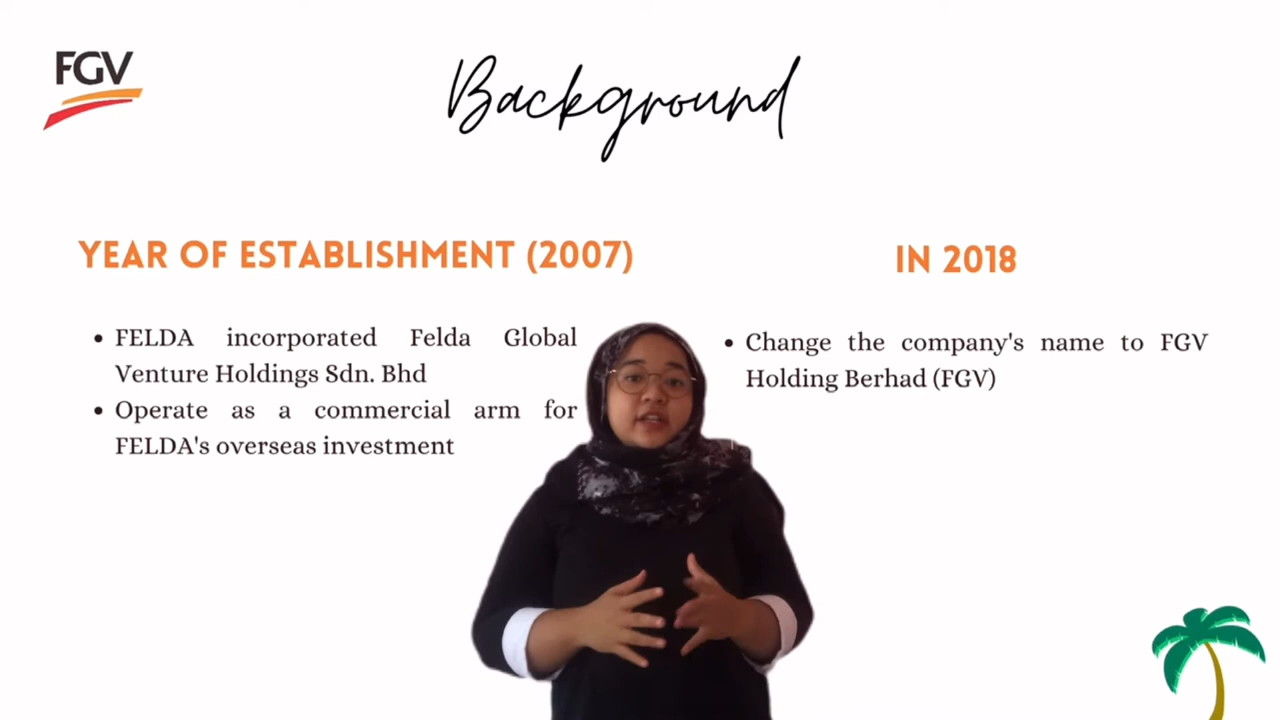 FGV
Background
YEAR OF ESTABLISHMENT (2007)
FELDA incorporated Felda Global
Venture Holdings Sdn. Bhd
Operate as a commercial arm for
FELDA's overseas investment
IN 2018
Change the company's name to FGV
Holding Berhad (FGV)